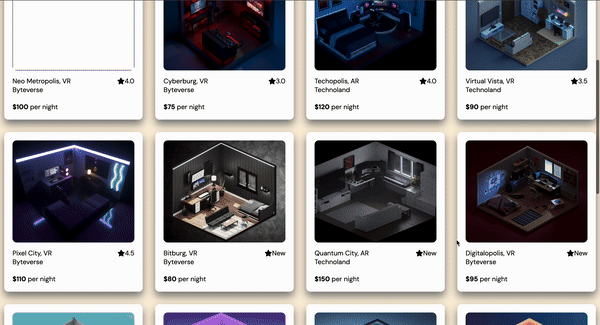 Neo Metropolis, VR ★4.0
Byteverse
$100 per night
Cyberburg, VR ★3.0
Byteverse
$75 per night
Techopolis, AR ★4.0
Technoland
$120 per night
Virtual Vista, VR ★3.5
Technoland
$90 per night
Pixel City, VR ★4.5
Byteverse
$110 per night
Bitburg, VR ★New
Byteverse
$80 per night
Quantum City, AR ★New
Technoland
$150 per night
Digitalopolis, VR ★New
Byteverse
$95 per night